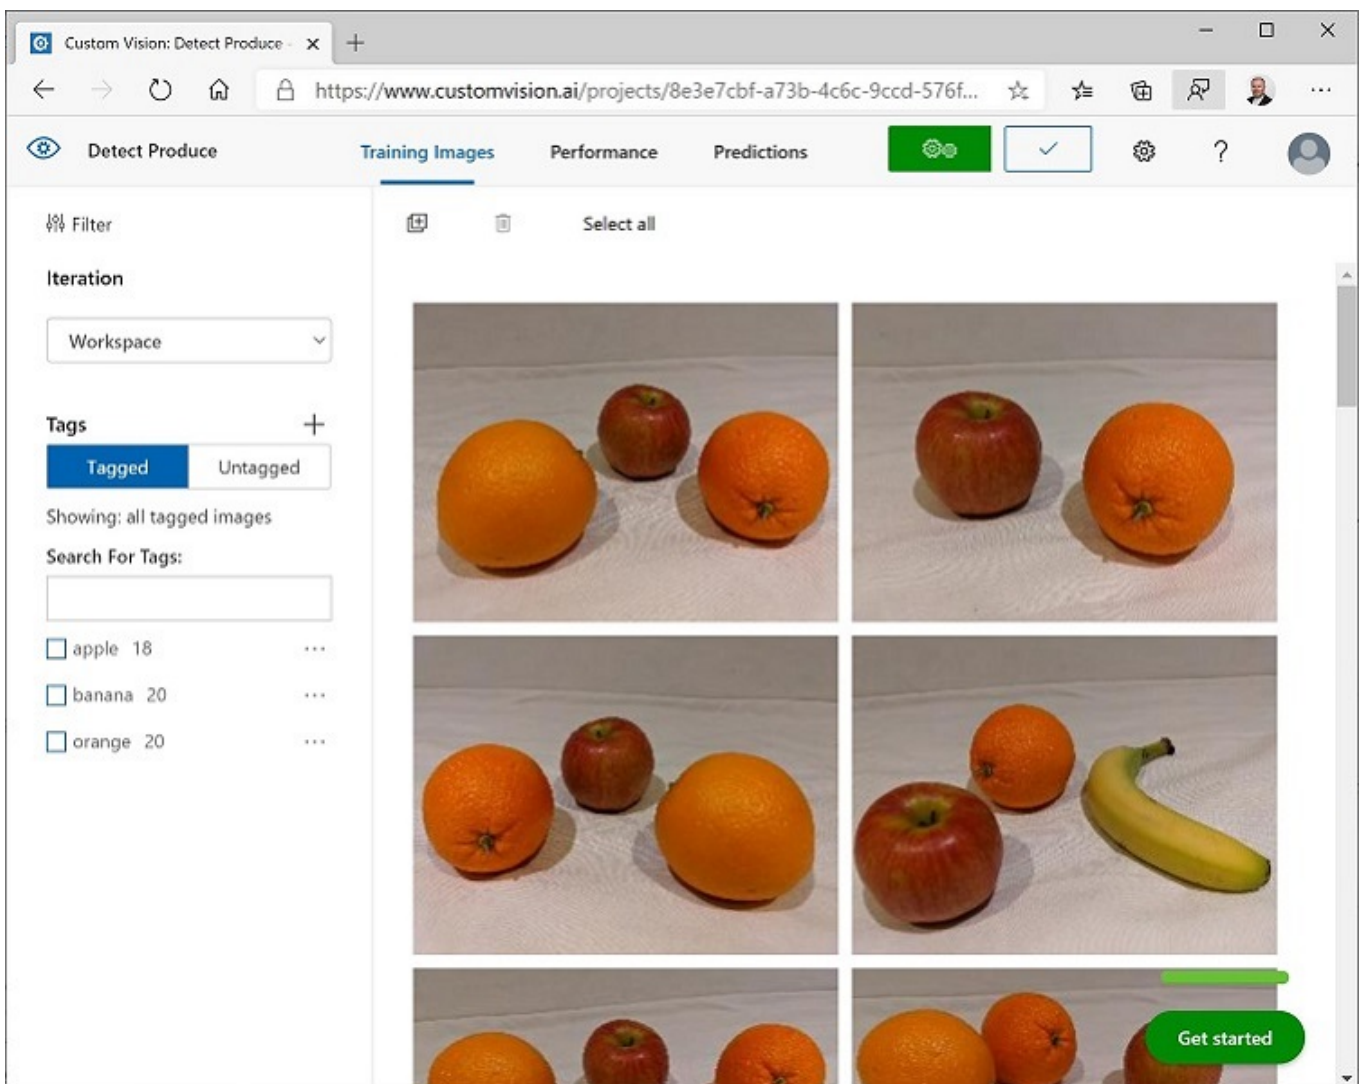 Custom Vision: Detect Produce -
https://www.customvision.ai/projects/8e3e7cbf-a73b-4c6c-9ccd-576f...
Detect Produce
Training Images
Performance
Predictions
?
Filter
Select all
Iteration
Workspace
Tags
Tagged
Untagged
Showing: all tagged images
Search For Tags:
apple 18
banana 20
orange 20
Get started